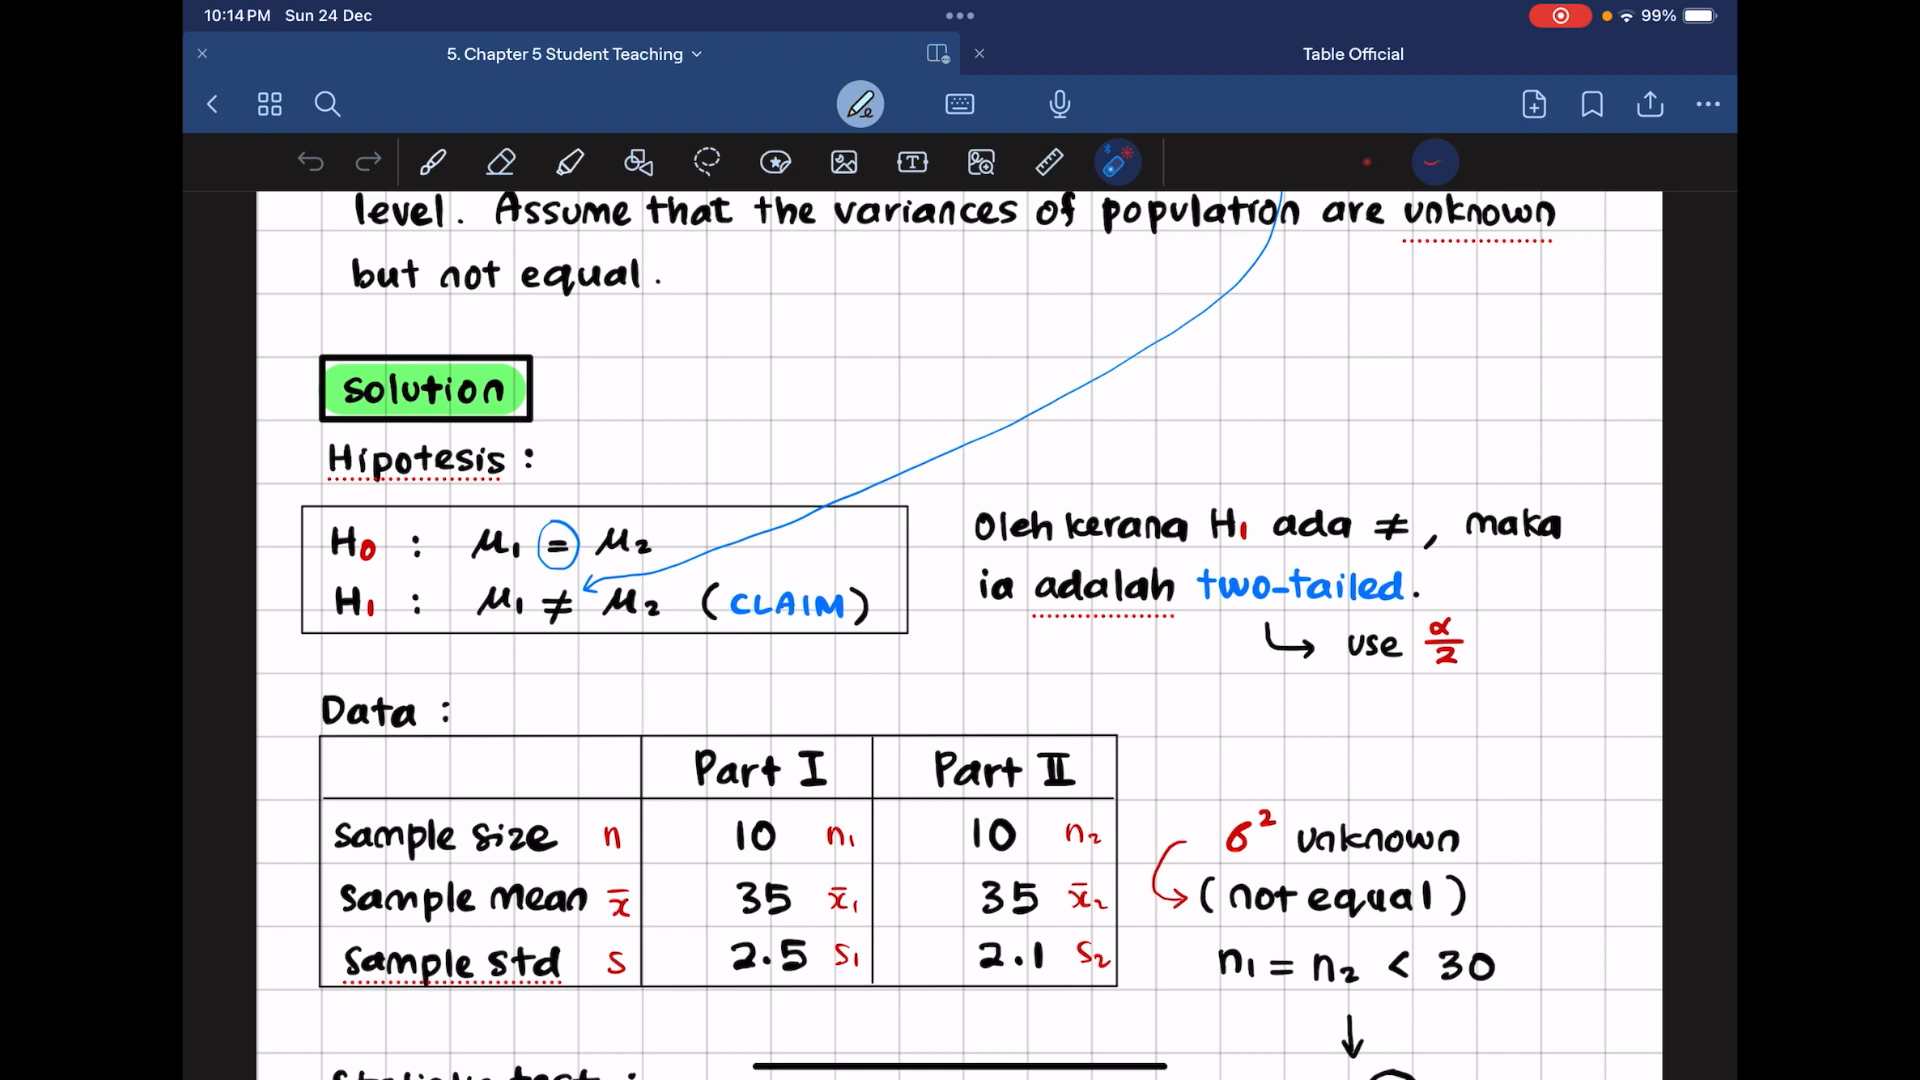 10:14 PM Sun 24 Dec
99%
5. Chapter 5 Student Teaching
Table Official
level. Assume that the variances of population are unknown
but not equal.
solution
Hipotesis :
H0 : μ1 = μ2
H1 : μ1 ≠ μ2 (CLAIM)
Oleh kerana H1 ada ≠, maka
ia adalah two-tailed.
↳ use α/2
Data :
Part I Part II
sample size n 10 n1 10 n2
sample mean x̄ 35 x̄1 35 x̄2
sample std s 2.5 s1 2.1 s2
σ² unknown
(not equal)
n1 = n2 < 30